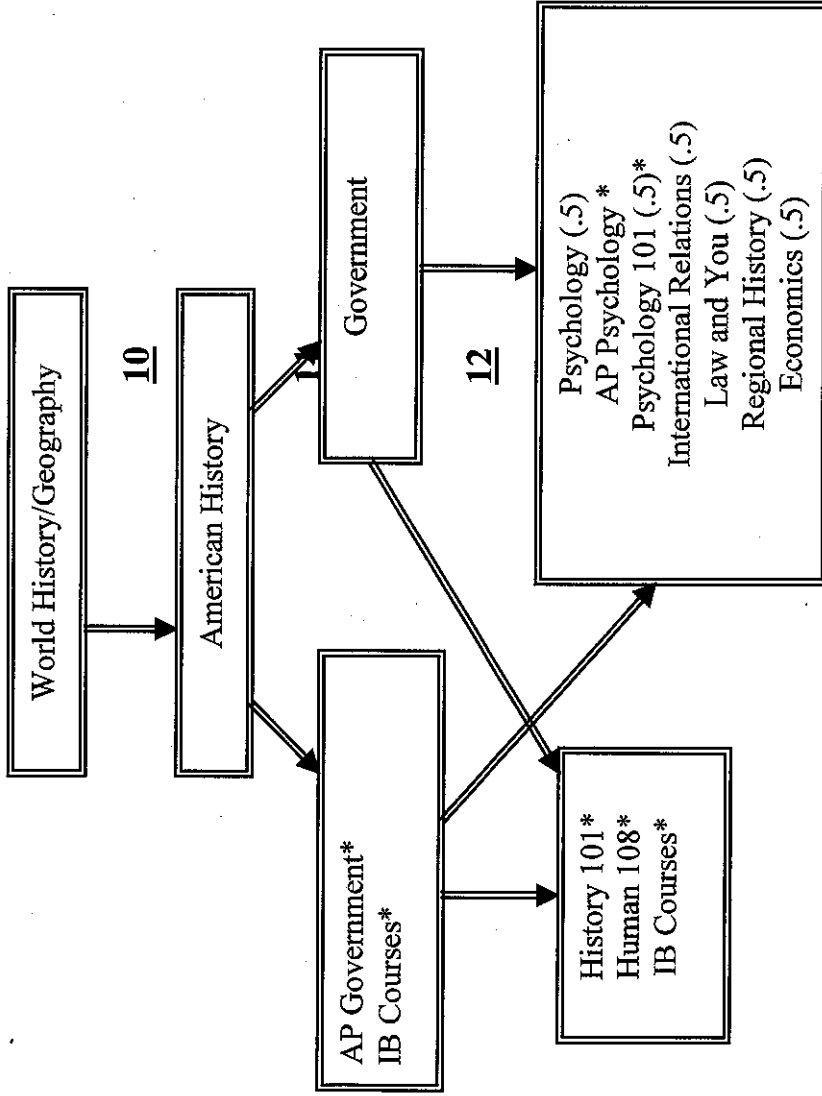 World History/Geography
10
American History
AP Government*
IB Courses*
Government
12
History 101*
Human 108*
IB Courses*
Psychology (.5)
AP Psychology *
Psychology 101 (.5)*
International Relations (.5)
Law and You (.5)
Regional History (.5)
Economics (.5)